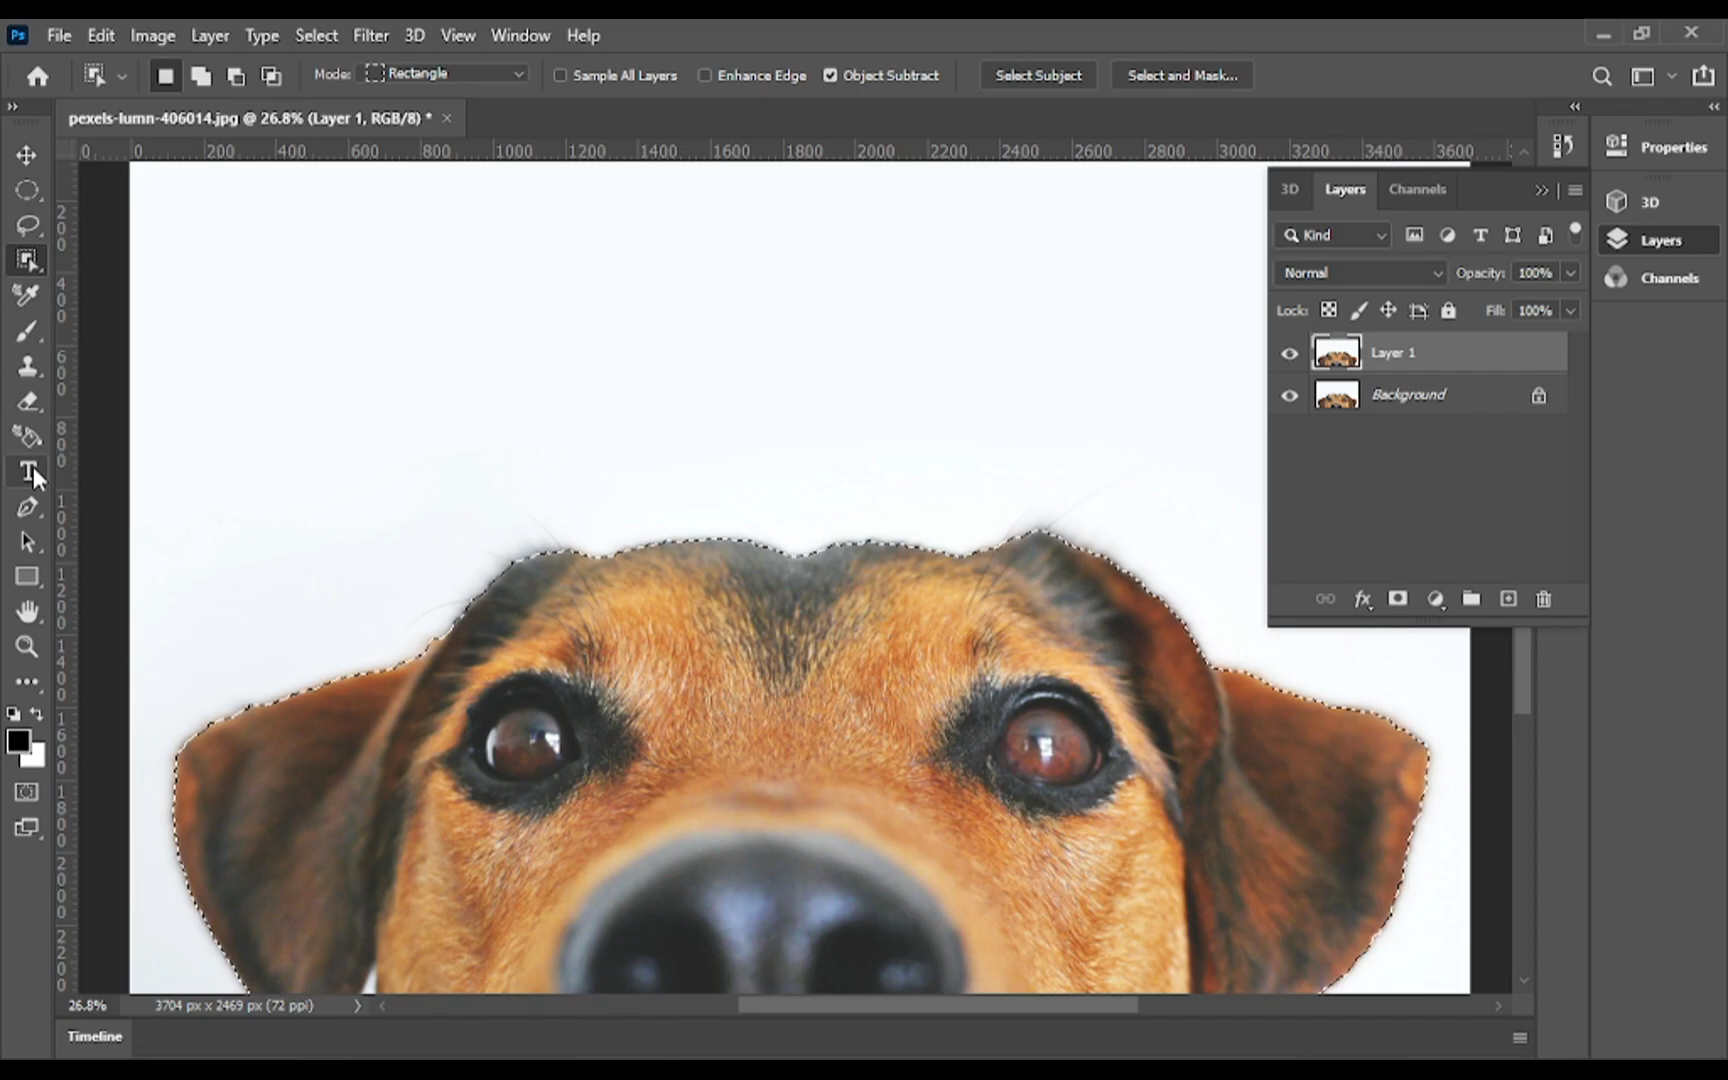 Ps File Edit Image Layer Type Select Filter 3D View Window Help
Mode: Rectangle Sample All Layers Enhance Edge Object Subtract Select Subject Select and Mask...
pexels-lumn-406014.jpg @ 26.8% (Layer 1, RGB/8) *
0 0 200 400 600 800 1000 1200 1400 1600 1800 2000 2200 2400 2600 2800 3000 3200 3400 3600
200
400
600
800
1000
1200
1400
1600
1800
2000
2200
3D Layers Channels
Kind
Normal Opacity: 100%
Lock: Fill: 100%
Layer 1
Background
fx
Properties
3D
Layers
Channels
26.8% 3704 px x 2469 px (72 ppi)
Timeline